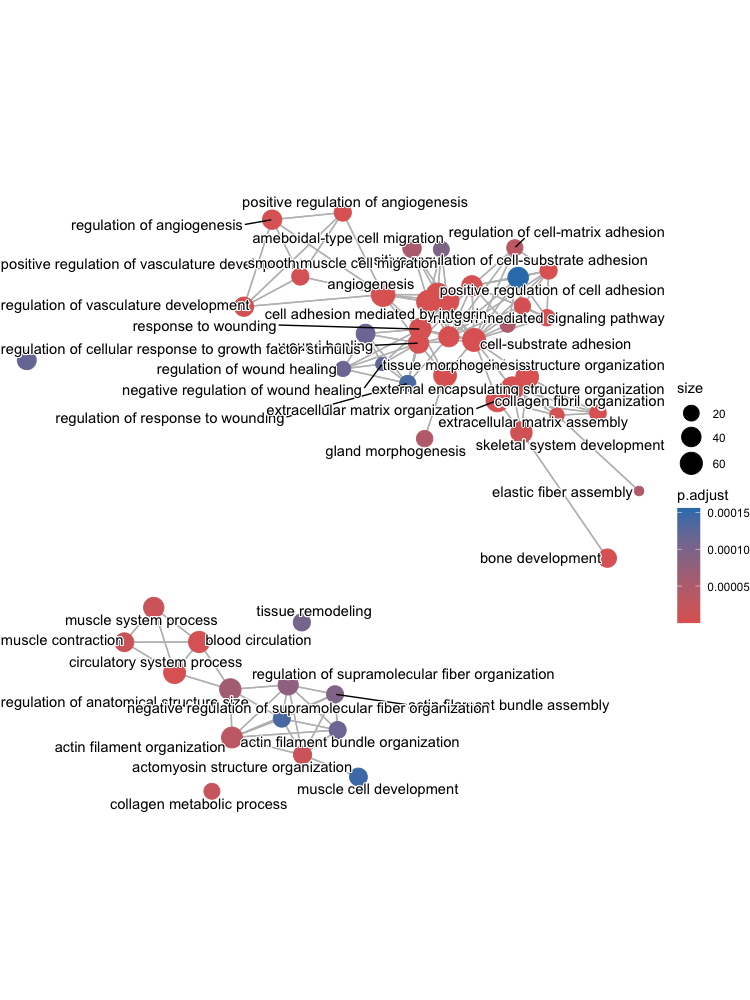 positive regulation of angiogenesis
regulation of angiogenesis
regulation of cell-matrix adhesion
ameboidal-type cell migration
regulation of cell-substrate adhesion
positive regulation of vasculature
smooth muscle cell migration
angiogenesis
positive regulation of cell adhesion
regulation of vasculature development
cell adhesion mediated by integrin
mediated signaling pathway
response to wounding
cell-substrate adhesion
regulation of cellular response to growth factor stimulus
tissue morphogenesis
structure organization
regulation of wound healing
negative regulation of wound healing
external encapsulating structure organization
collagen fibril organization
extracellular matrix organization
regulation of response to wounding
extracellular matrix assembly
skeletal system development
gland morphogenesis
elastic fiber assembly
bone development
size
20
40
60
p.adjust
0.00015
0.00010
0.00005
tissue remodeling
muscle system process
muscle contraction
blood circulation
circulatory system process
regulation of supramolecular fiber organization
regulation of anatomical structure size
negative regulation of supramolecular fiber organization
actin filament bundle assembly
actin filament organization
actin filament bundle organization
actomyosin structure organization
muscle cell development
collagen metabolic process